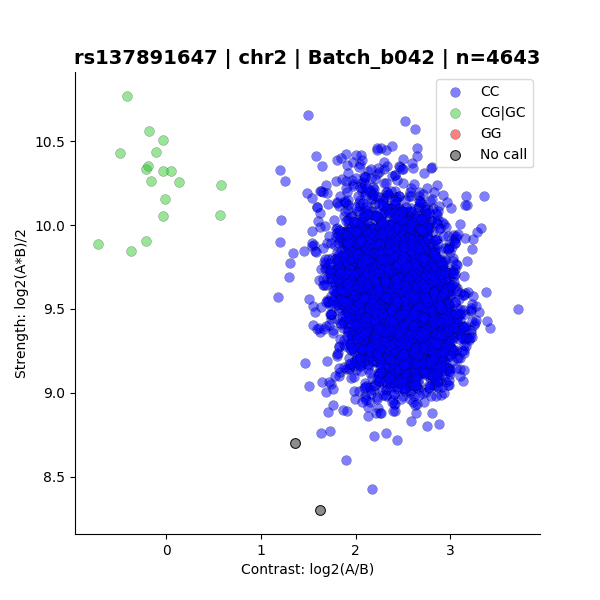 rs137891647 | chr2 | Batch_b042 | n=4643
CC
CG|GC
GG
No call
10.5
10.0
9.5
9.0
8.5
Strength: log2(A*B)/2
0 1 2 3
Contrast: log2(A/B)